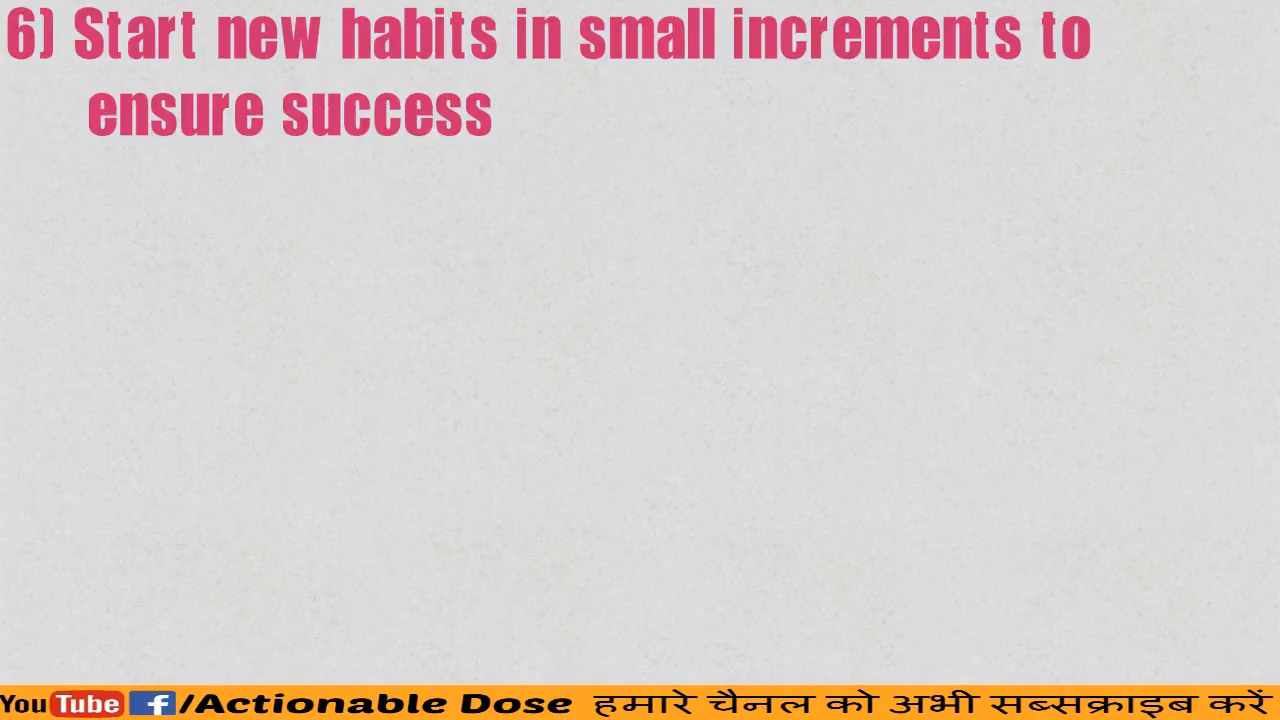 6) Start new habits in small increments to
ensure success
YouTube f/Actionable Dose हमारे चैनल को अभी सब्सक्राइब करें